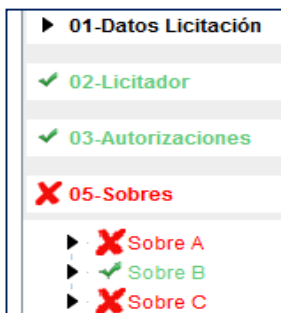 01-Datos Licitación
02-Licitador
03-Autorizaciones
05-Sobres
Sobre A
Sobre B
Sobre C